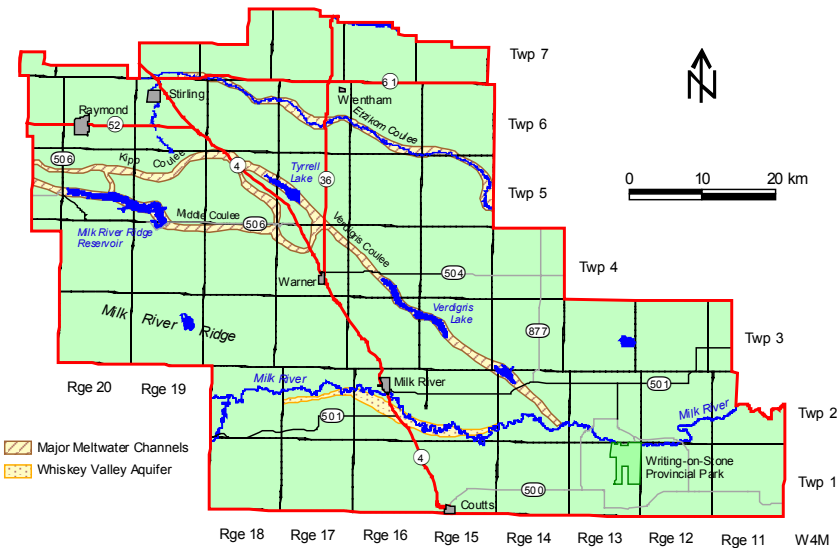 Twp 7
61
Stirling
Wrentham
N
Raymond
52
Etzikom Coulee
Twp 6
506
Kipp Coulee
4
Tyrrell
Lake
36
Twp 5
0 10 20 km
Middle Coulee
506
Milk River Ridge
Reservoir
Verdigris Coulee
Warner
504
Twp 4
Verdigris
Lake
Milk River Ridge
877
Twp 3
Rge 20 Rge 19
Milk River
Milk River
501
Milk River
Twp 2
501
Major Meltwater Channels
Whiskey Valley Aquifer
4
Writing-on-Stone
Provincial Park
Twp 1
500
Coutts
Rge 18 Rge 17 Rge 16 Rge 15 Rge 14 Rge 13 Rge 12 Rge 11 W4M